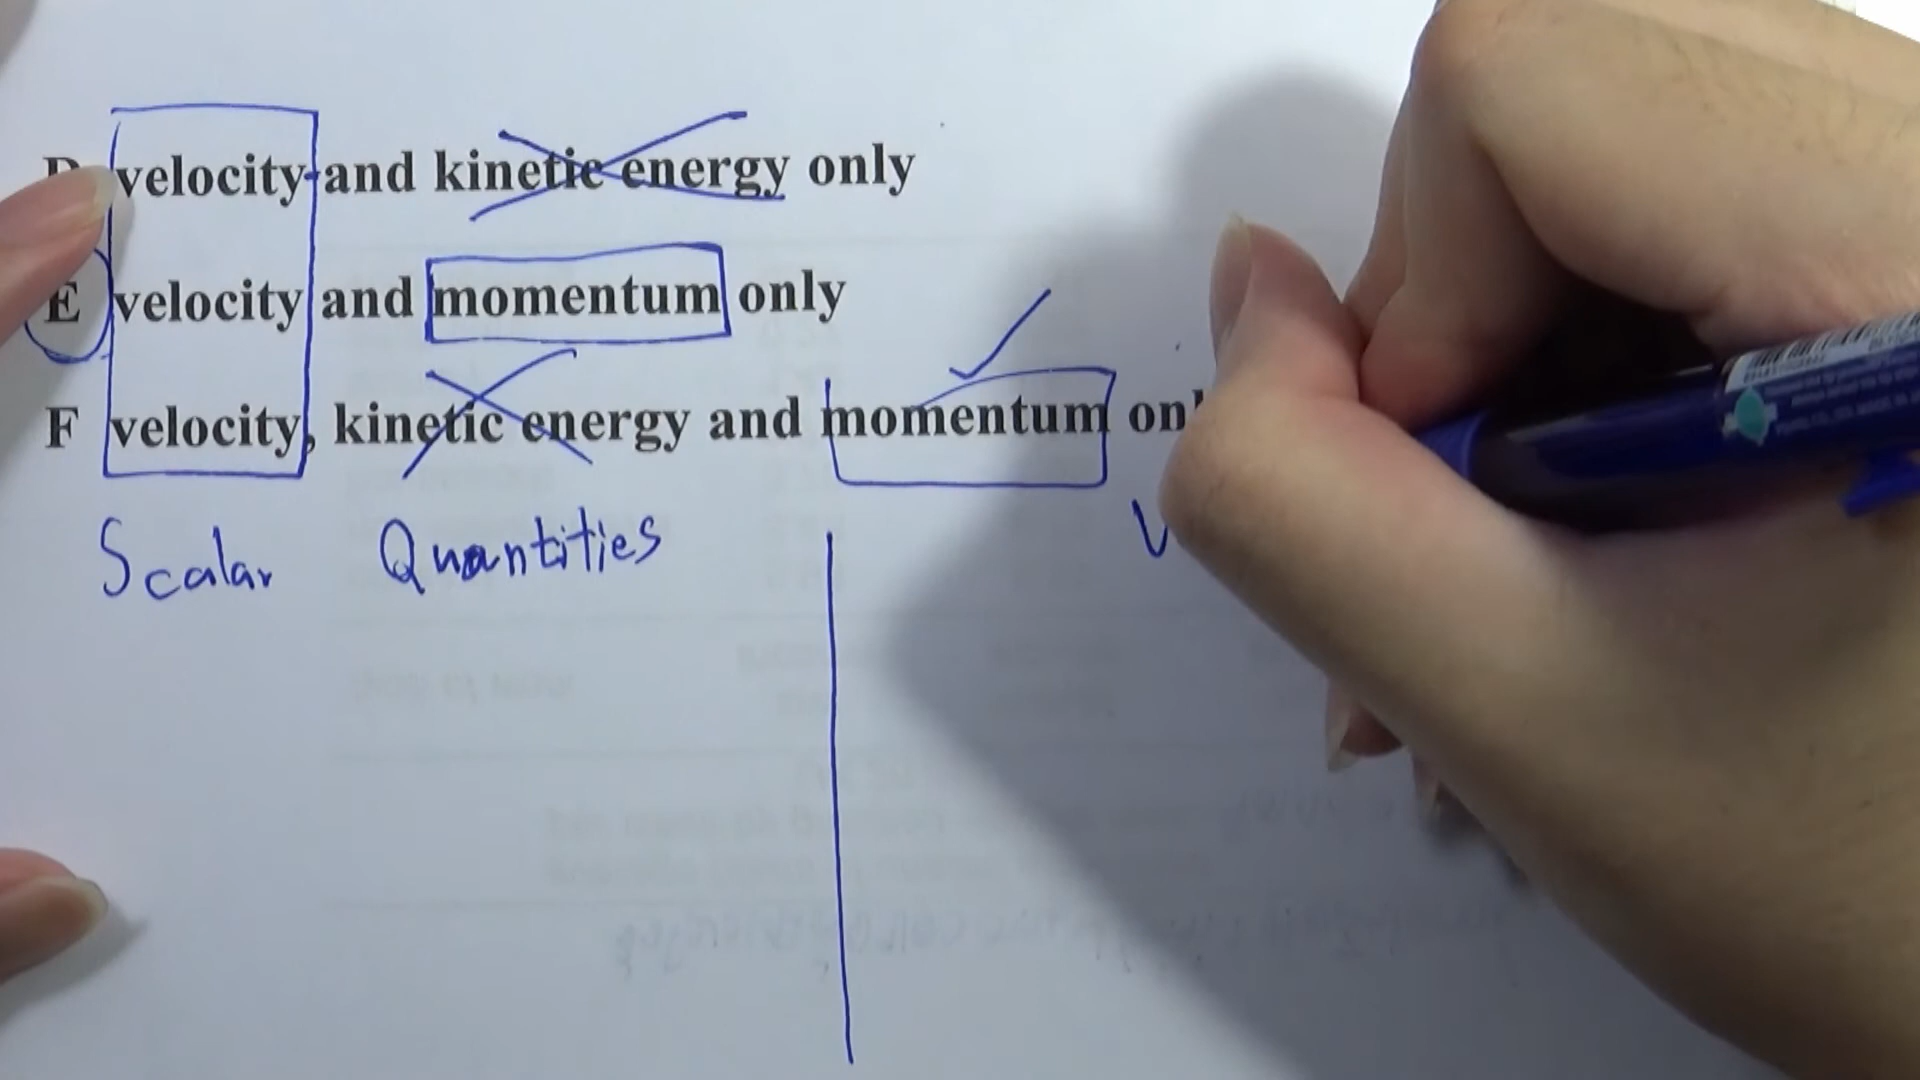 velocity and kinetic energy only
E velocity and momentum only
F velocity, kinetic energy and momentum
Scalar Quantities